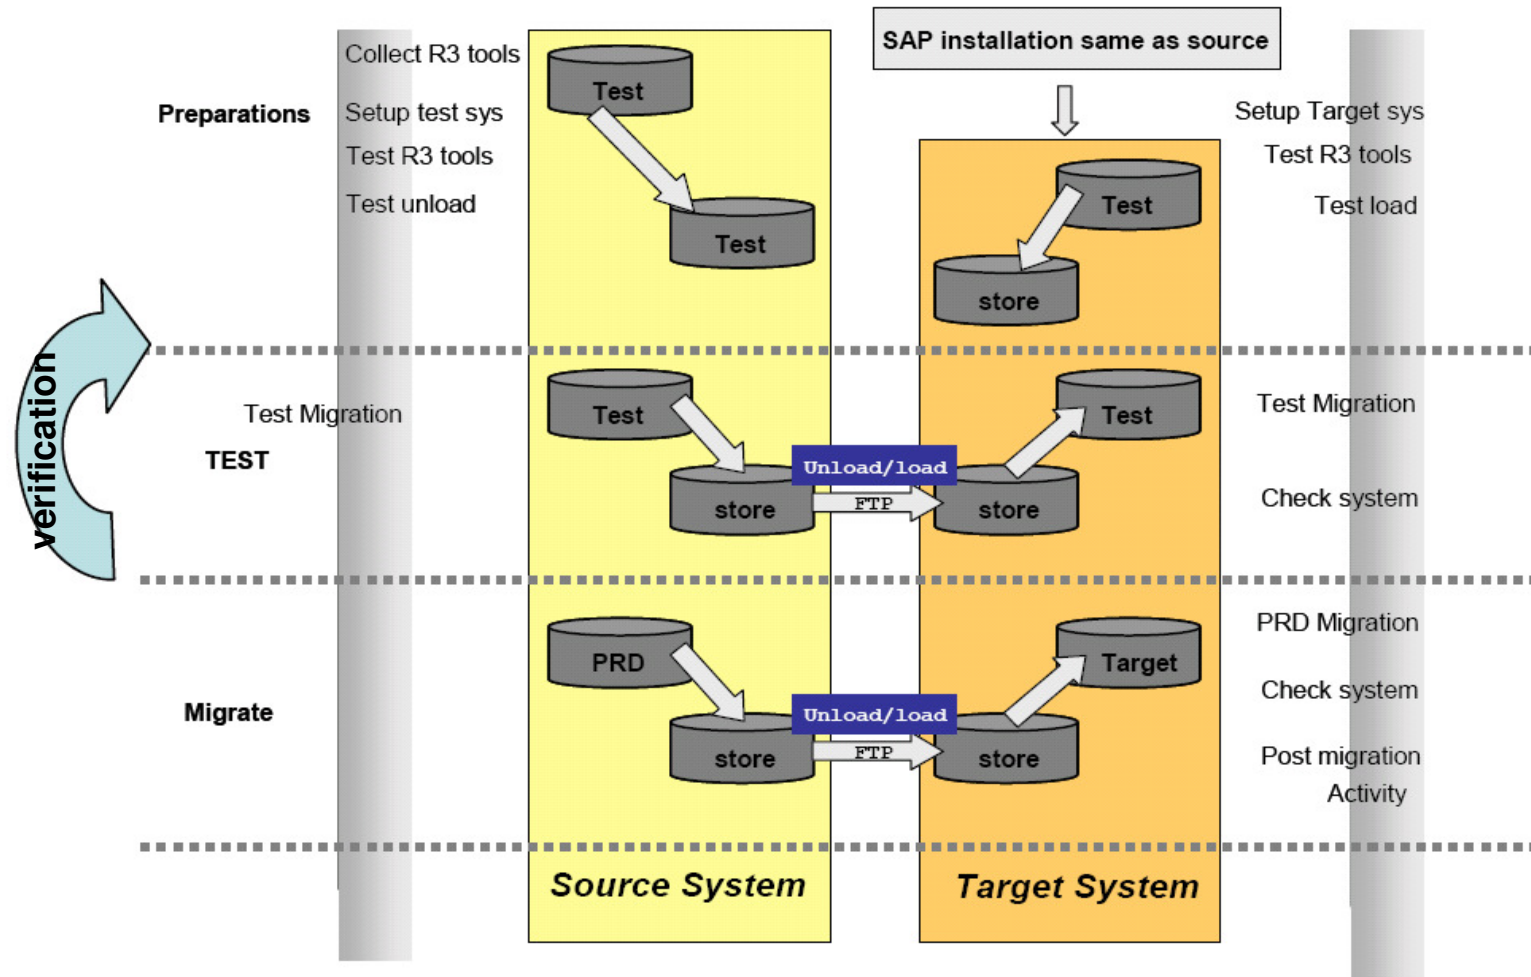 SAP installation same as source
Preparations
Collect R3 tools
Setup test sys
Test R3 tools
Test unload
Test
Test
Test
store
Setup Target sys
Test R3 tools
Test load
verification
Test Migration
TEST
Test
store
Unload/load
FTP
Test
store
Test Migration
Check system
Migrate
PRD
store
Unload/load
FTP
Target
store
PRD Migration
Check system
Post migration
Activity
Source System
Target System